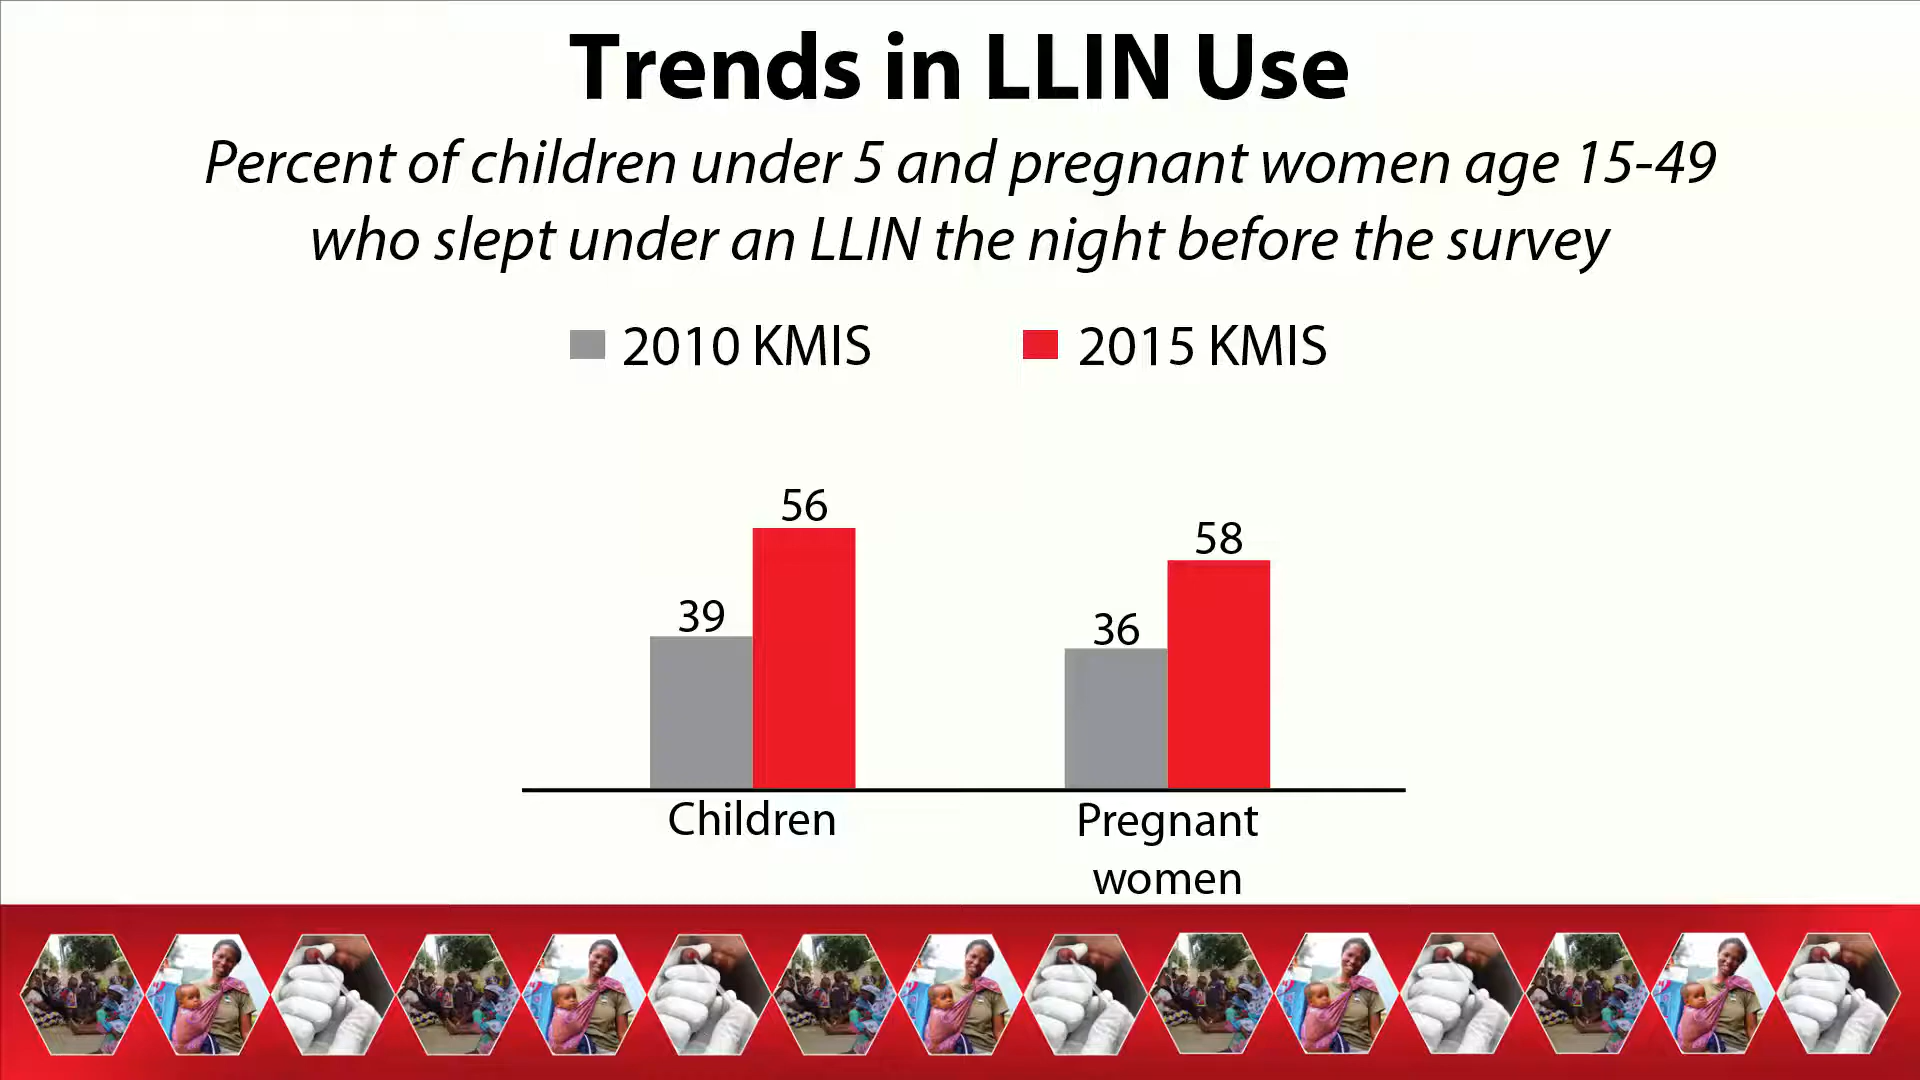 Trends in LLIN Use
Percent of children under 5 and pregnant women age 15-49
who slept under an LLIN the night before the survey
2010 KMIS 2015 KMIS
56
58
39
36
Children
Pregnant
women